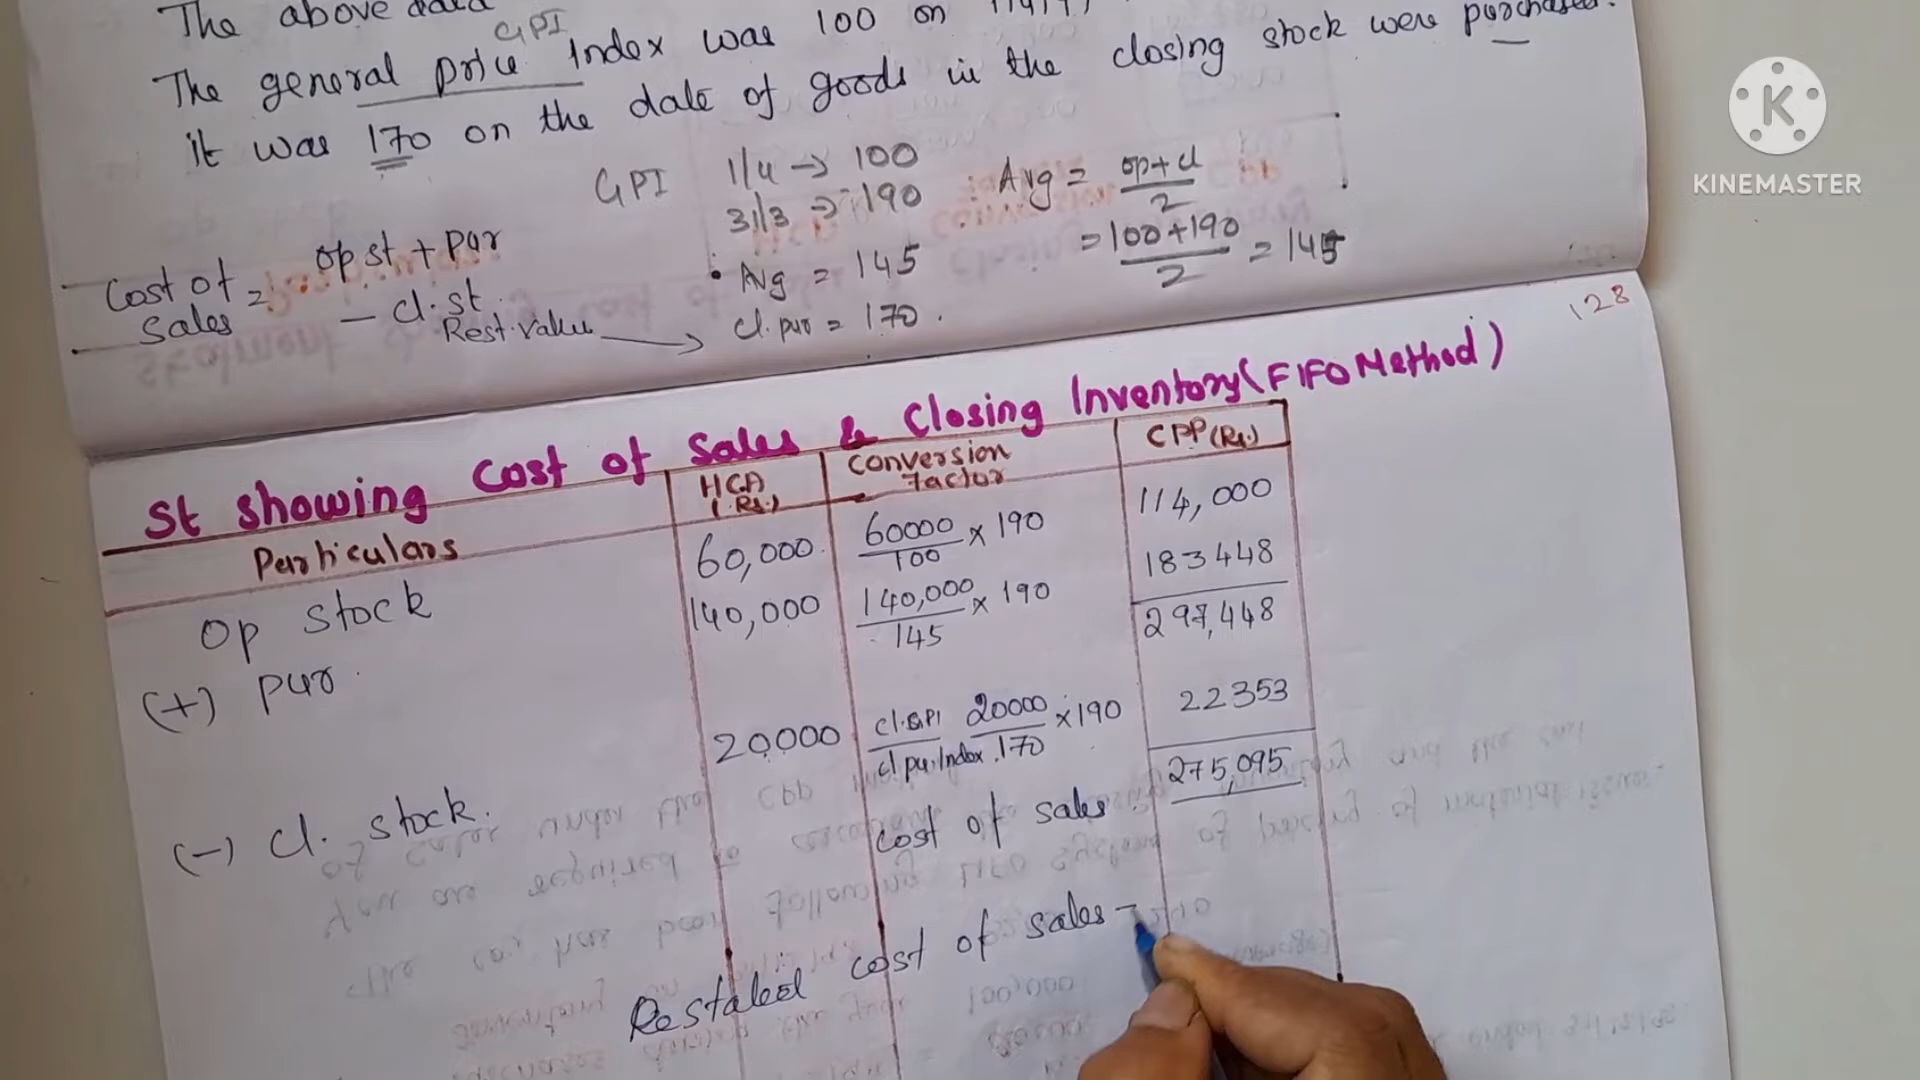 The above data
GPI
The general price Index was 100 on 1/4/
it was 170 on the date of goods in the closing stock were purchased.
GPI 1/4 → 100
31/3 → 190
Avg = 145
cl. pur = 170.
Avg = op + cl / 2
= 100 + 190 / 2 = 145
Cost of Sales = op st + pur
- cl. st
Rest. value →
128
St showing Cost of Sales & Closing Inventory (FIFO Method)
Particulars HCA (Rs.) Conversion factor CPP (Rs.)
Op stock 60,000 60000 / 100 × 190 114,000
(+) pur 140,000 140,000 / 145 × 190 183448
297,448
(-) cl. stock. 20000 cl. GPI / cl pur. Index 20000 / 170 × 190 22353
cost of sales 275,095
Restated cost of sales -
KINEMASTER